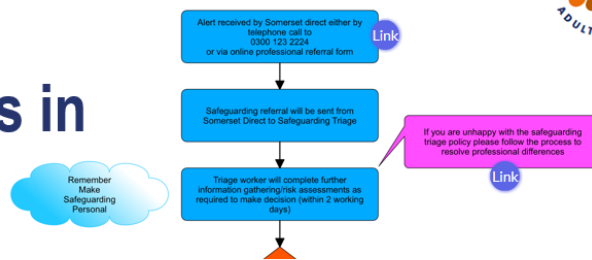 ADULT
Alert received by Somerset direct either by
telephone call to
0300 123 2224
or via online professional referral form
Link
s in
Safeguarding referral will be sent from
Somerset Direct to Safeguarding Triage
If you are unhappy with the safeguarding
triage policy please follow the process to
resolve professional differences
Link
Remember
Make
Safeguarding
Personal
Triage worker will complete further
information gathering/risk assessments as
required to make decision (within 2 working
days)